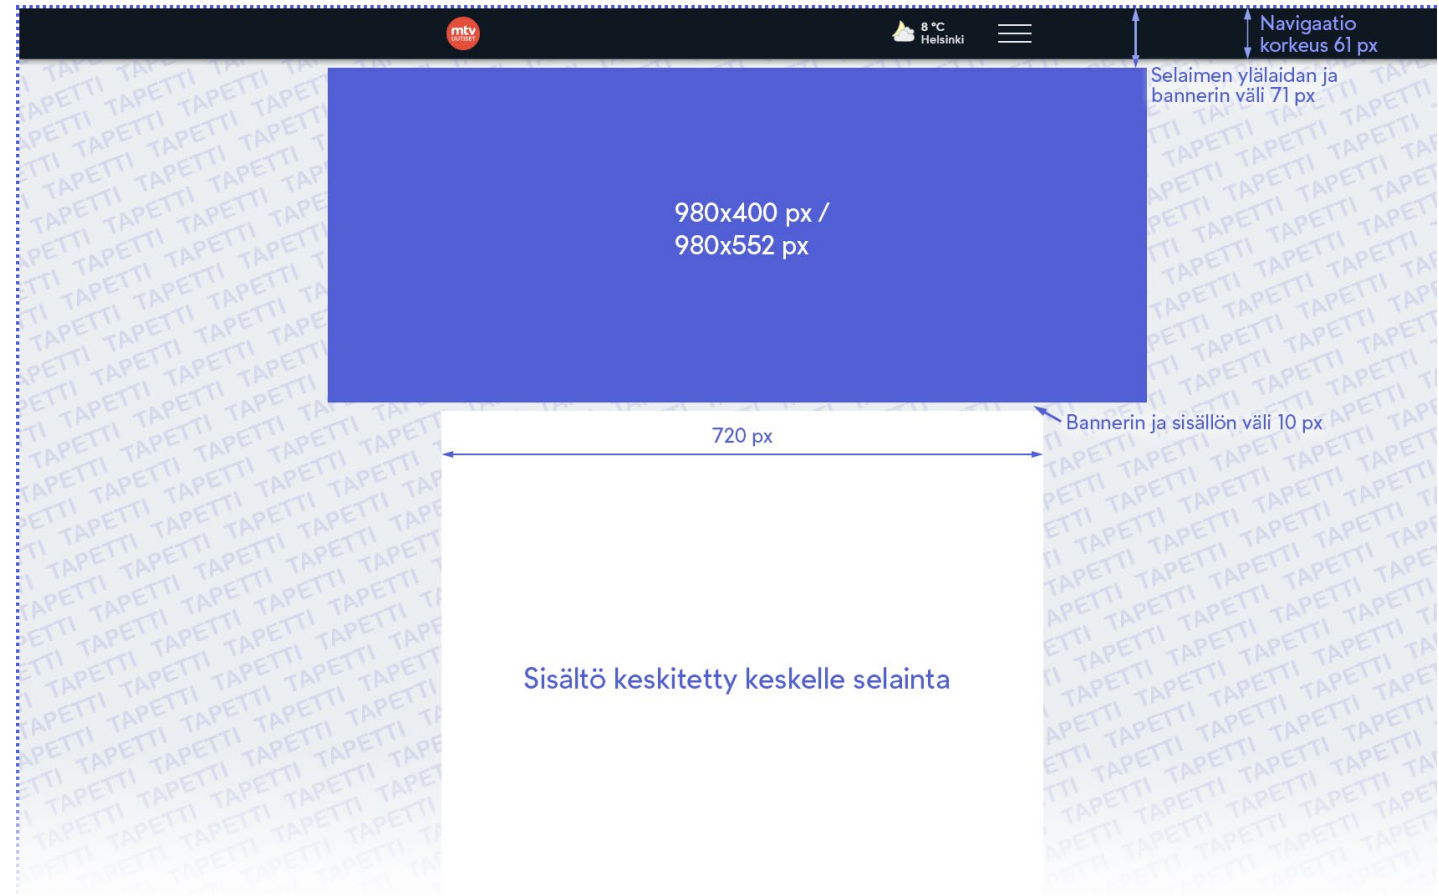 mtv
UUTISET
8 °C
Helsinki
Navigaatio
korkeus 61 px
Selaimen ylälaidan ja
bannerin väli 71 px
980x400 px /
980x552 px
Bannerin ja sisällön väli 10 px
720 px
Sisältö keskitetty keskelle selainta
TAPETTI TAPETTI TAPETTI TAPETTI